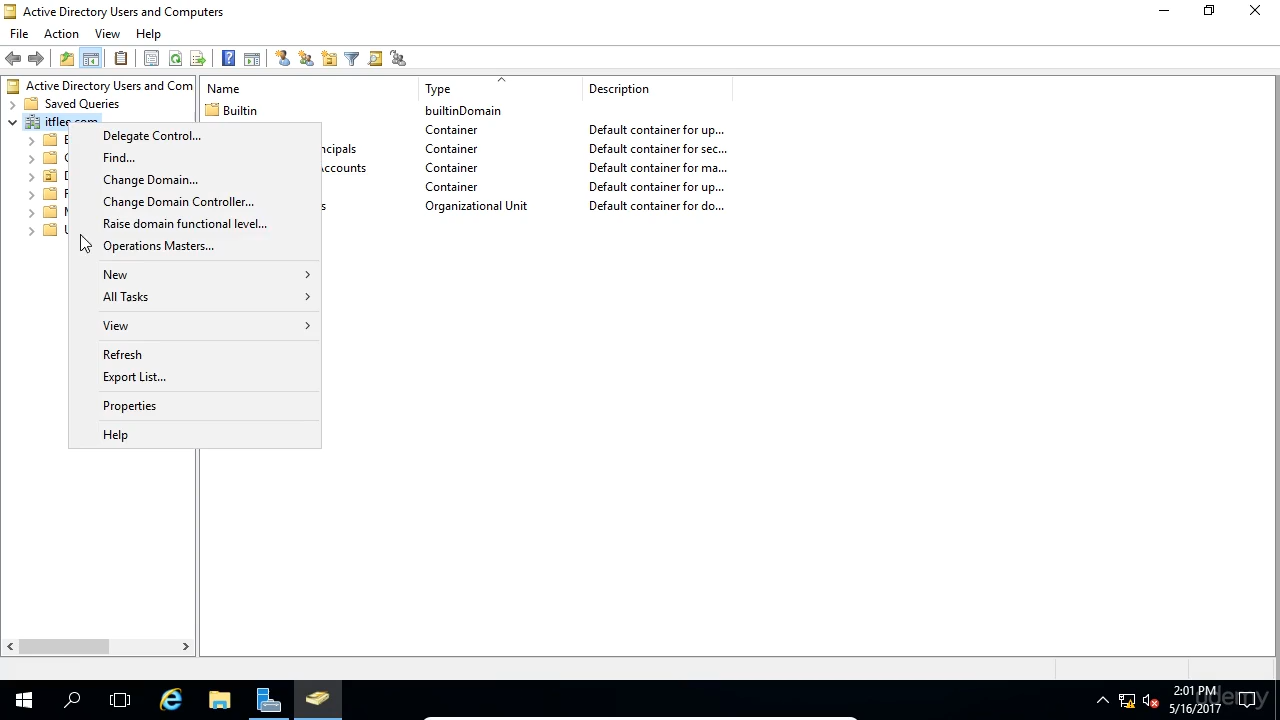 Active Directory Users and Computers
File Action View Help
Active Directory Users and Com
Saved Queries
itflee.com
Name Type Description
Builtin builtinDomain
Container Default container for up...
ncipals Container Default container for sec...
Accounts Container Default container for ma...
Container Default container for up...
s Organizational Unit Default container for do...
Delegate Control...
Find...
Change Domain...
Change Domain Controller...
Raise domain functional level...
Operations Masters...
New
All Tasks
View
Refresh
Export List...
Properties
Help
2:01 PM
5/16/2017
udemy